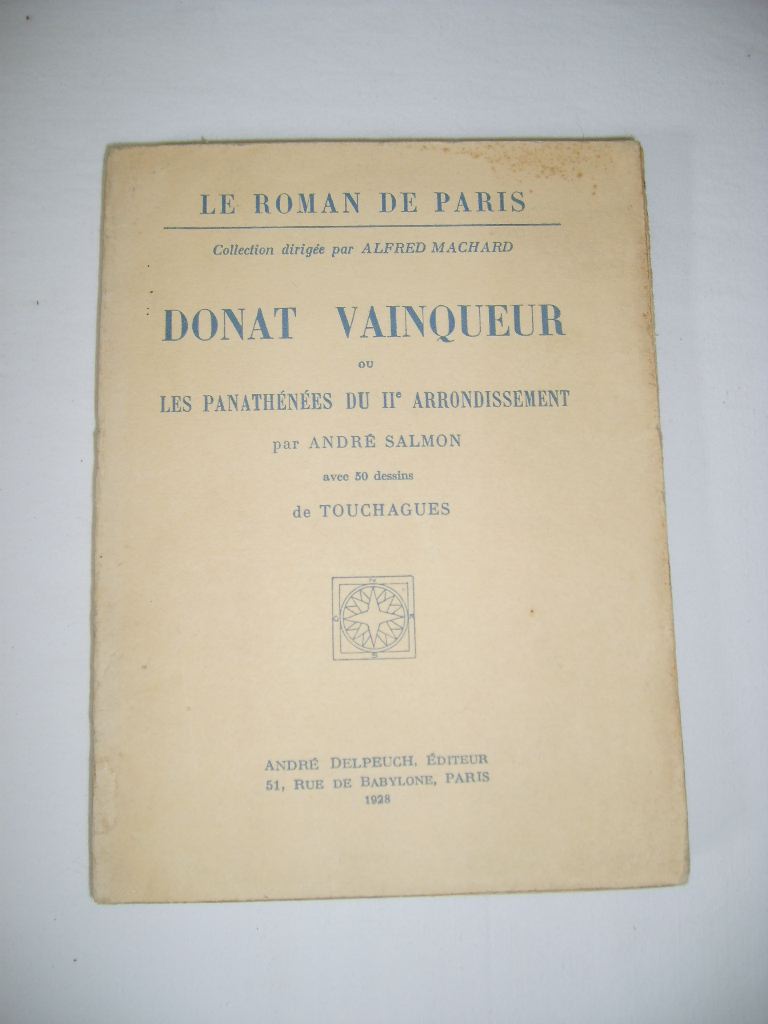 LE ROMAN DE PARIS
Collection dirigée par ALFRED MACHARD
DONAT VAINQUEUR
OU
LES PANATHÉNÉES DU IIe ARRONDISSEMENT
par ANDRÉ SALMON
avec 50 dessins
de TOUCHAGUES
N
O E
S
ANDRÉ DELPEUCH, ÉDITEUR
51, RUE DE BABYLONE, PARIS
1928